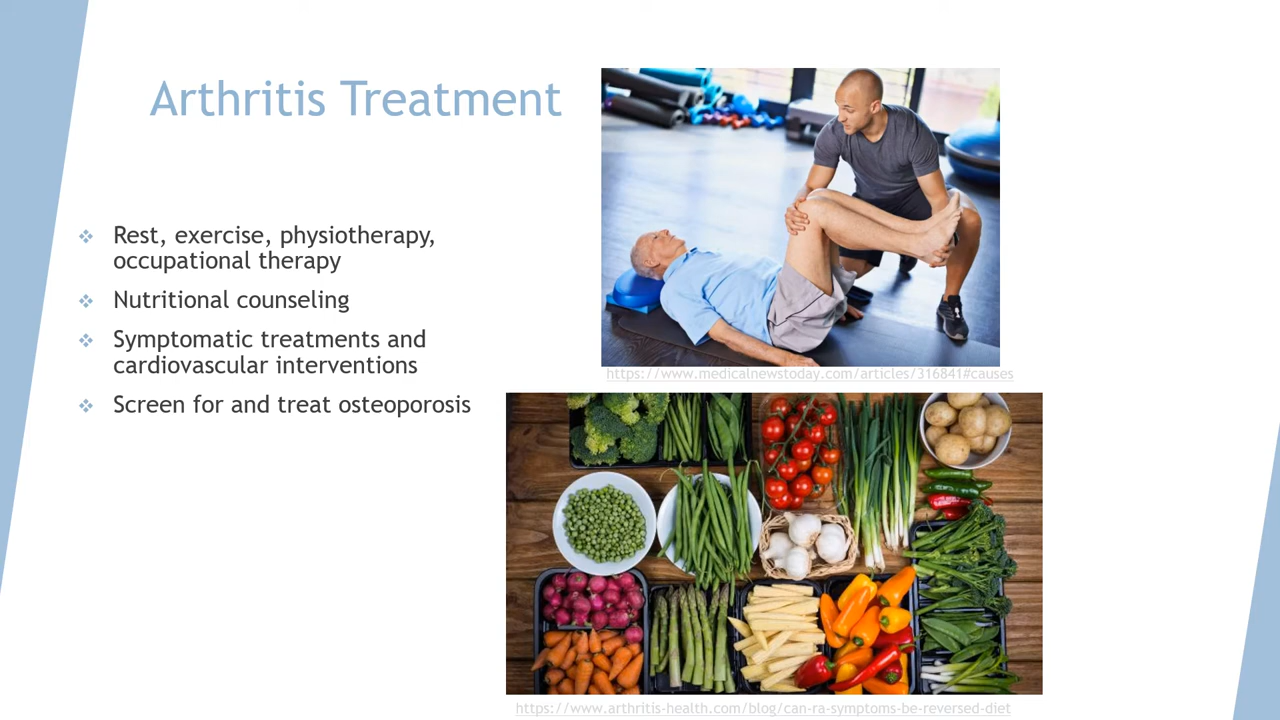 Arthritis Treatment
Rest, exercise, physiotherapy,
occupational therapy
Nutritional counseling
Symptomatic treatments and
cardiovascular interventions
Screen for and treat osteoporosis
https://www.medicalnewstoday.com/articles/316841#causes
https://www.arthritis-health.com/blog/can-ra-symptoms-be-reversed-diet